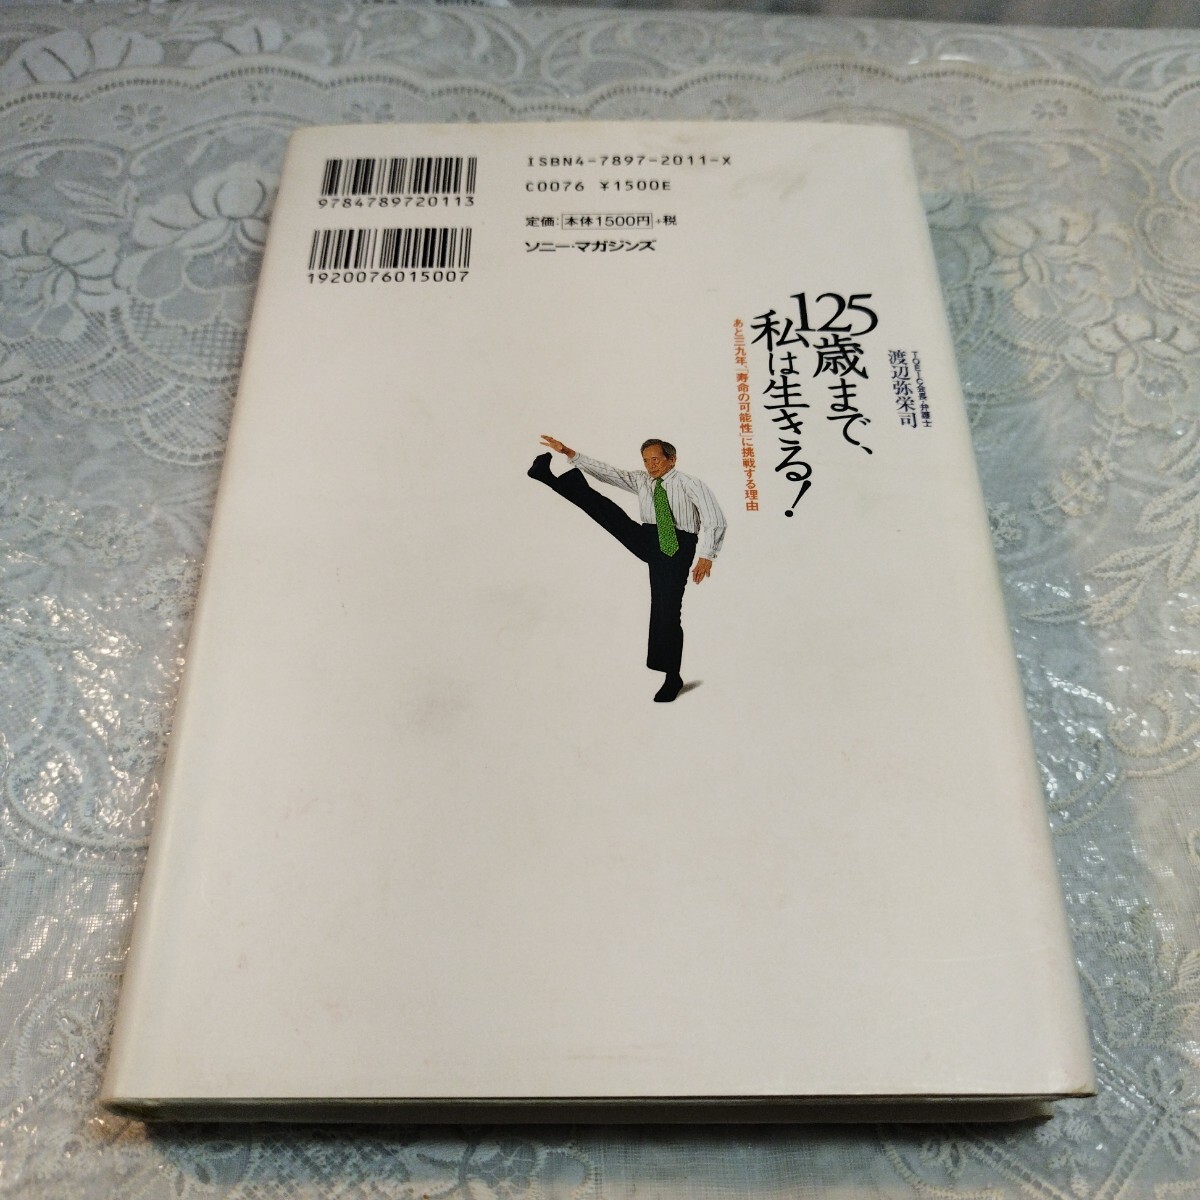 ISBN4-7897-2011-X
C0076 ¥1500E
定価:本体1500円+税
ソニー・マガジンズ
9784789720113
1920076015007
TOEIC会長・弁護士
渡辺弥栄司
125歳まで、
私は生きる!
あと三九年、「寿命の可能性」に挑戦する理由